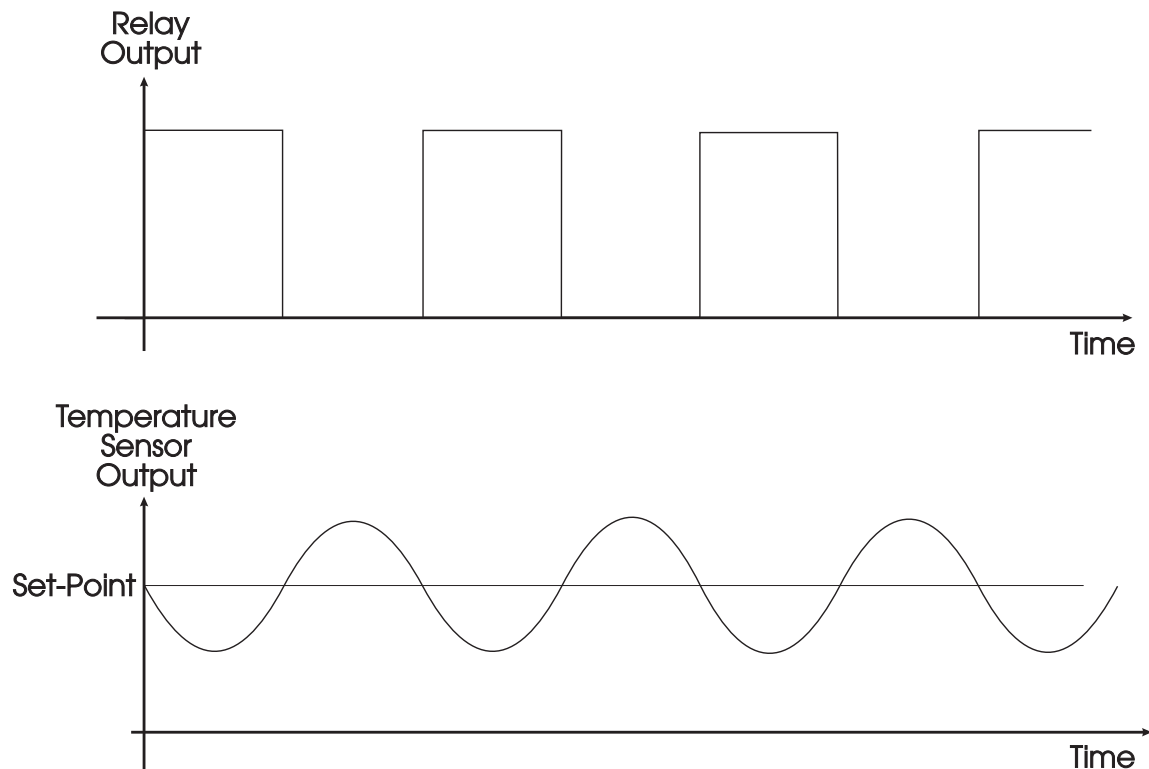 Relay
Output
Time
Temperature
Sensor
Output
Set-Point
Time